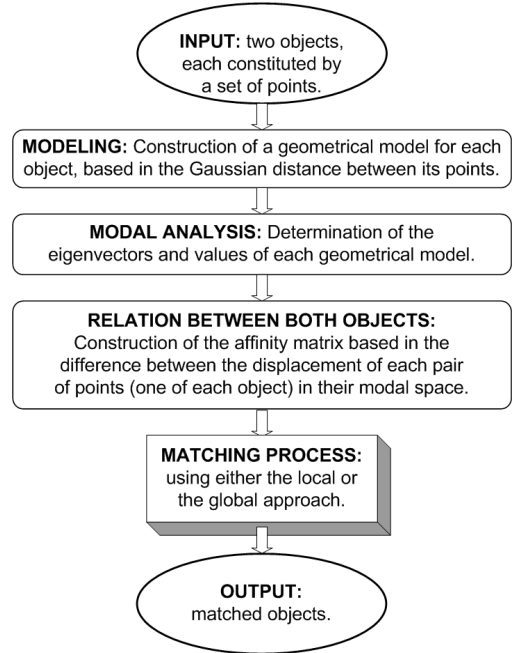 INPUT: two objects,
each constituted by
a set of points.
MODELING: Construction of a geometrical model for each
object, based in the Gaussian distance between its points.
MODAL ANALYSIS: Determination of the
eigenvectors and values of each geometrical model.
RELATION BETWEEN BOTH OBJECTS:
Construction of the affinity matrix based in the
difference between the displacement of each pair
of points (one of each object) in their modal space.
MATCHING PROCESS:
using either the local or
the global approach.
OUTPUT:
matched objects.